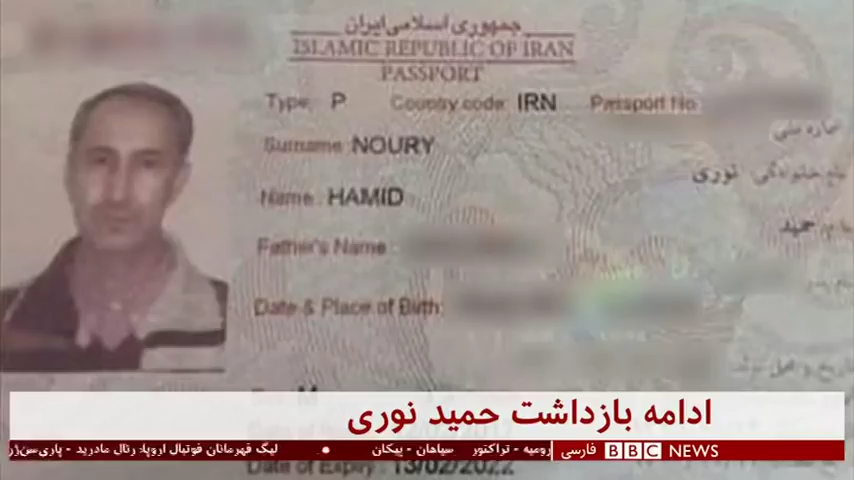 جمهوری اسلامی ایران
ISLAMIC REPUBLIC OF IRAN
PASSPORT
Type P Country code: IRN Passport No
Surname: NOURY
نوری
Name: HAMID
حمید
Father's Name
Date & Place of Birth:
ادامه بازداشت حمید نوری
لیگ قهرمانان فوتبال اروپا: رئال مادرید - پاری‌سن‌ژر • سپاهان - پیکان تراکتور - رومیه
BBC NEWS فارسی
Date of Expiry: 13/02/2022